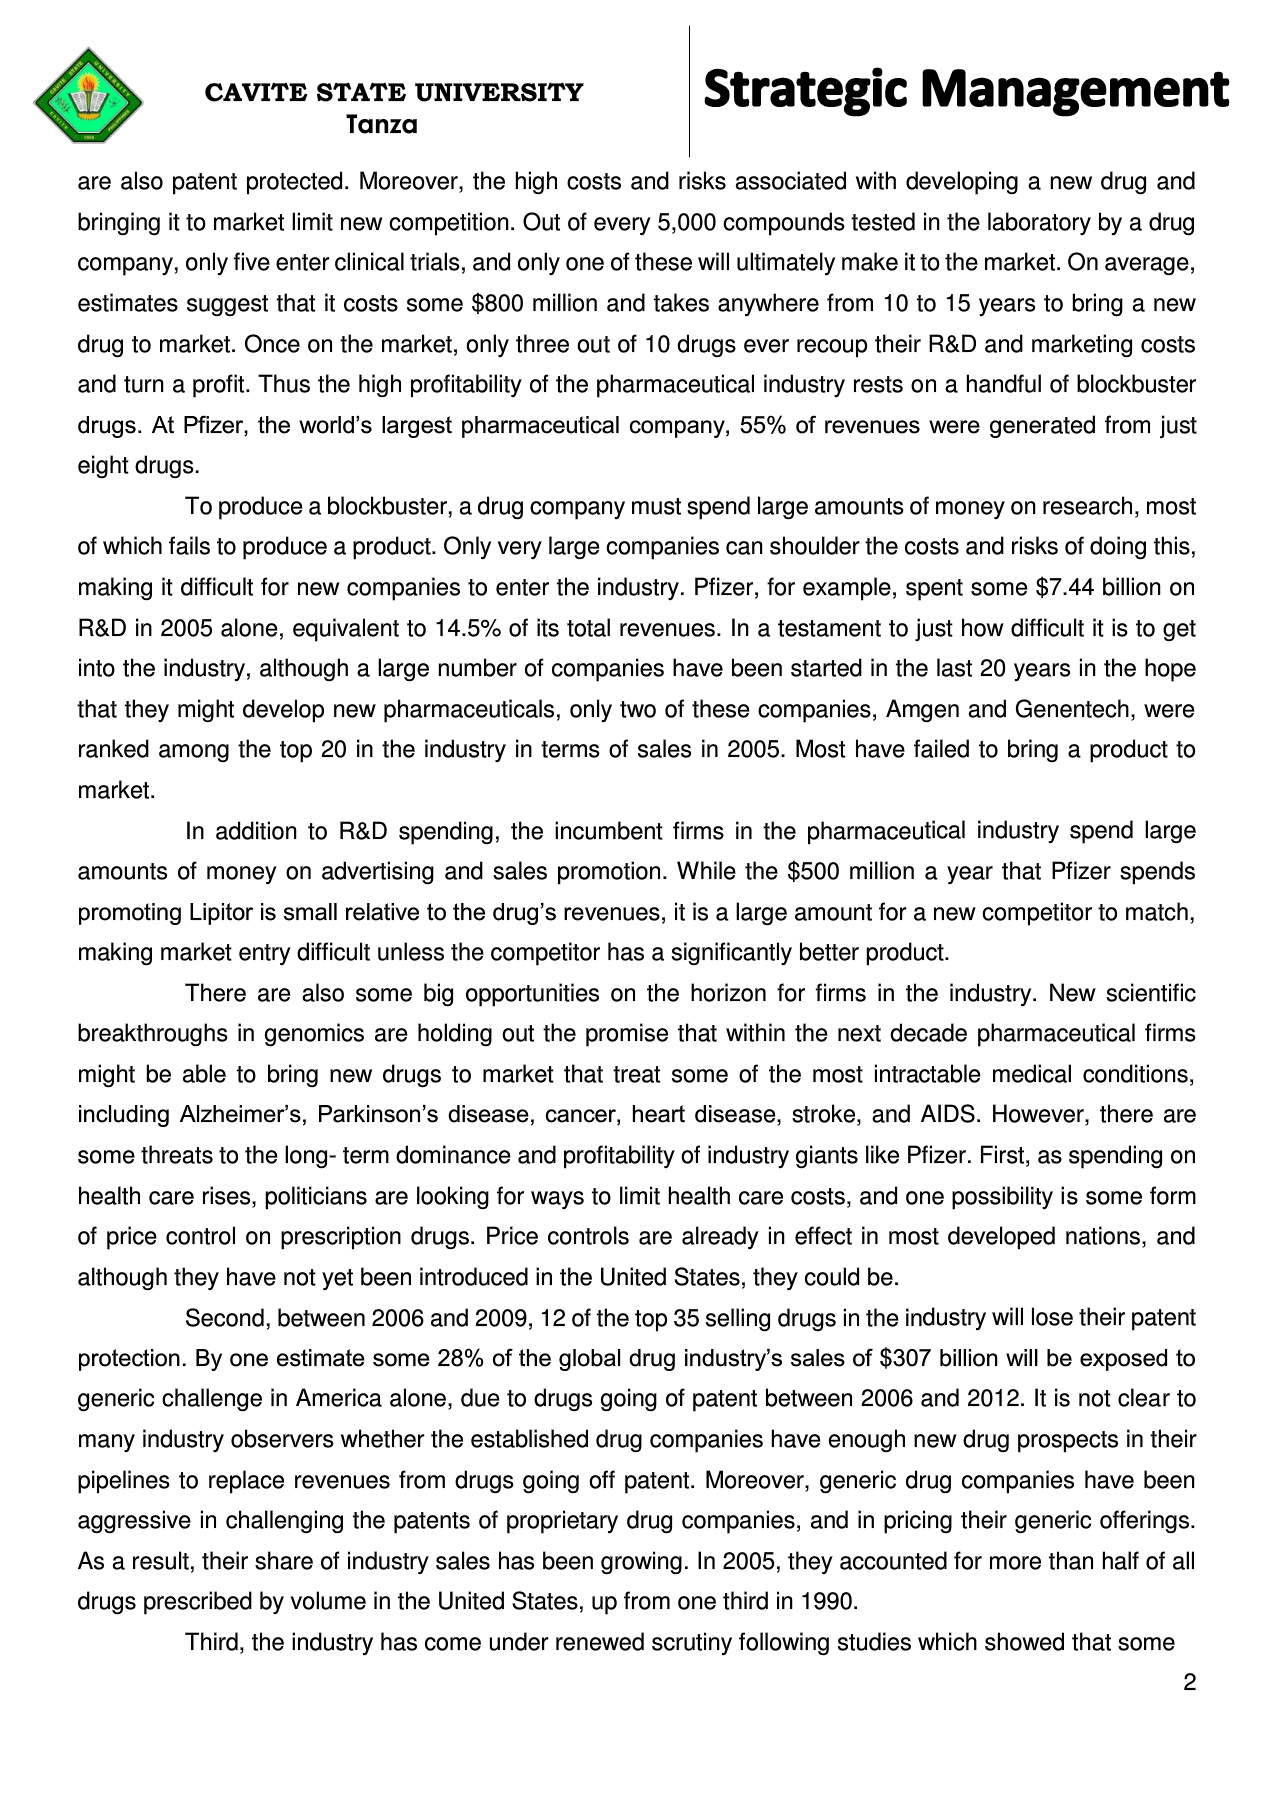 CAVITE STATE UNIVERSITY
Tanza
Strategic Management
are also patent protected. Moreover, the high costs and risks associated with developing a new drug and
bringing it to market limit new competition. Out of every 5,000 compounds tested in the laboratory by a drug
company, only five enter clinical trials, and only one of these will ultimately make it to the market. On average,
estimates suggest that it costs some $800 million and takes anywhere from 10 to 15 years to bring a new
drug to market. Once on the market, only three out of 10 drugs ever recoup their R&D and marketing costs
and turn a profit. Thus the high profitability of the pharmaceutical industry rests on a handful of blockbuster
drugs. At Pfizer, the world’s largest pharmaceutical company, 55% of revenues were generated from just
eight drugs.
To produce a blockbuster, a drug company must spend large amounts of money on research, most
of which fails to produce a product. Only very large companies can shoulder the costs and risks of doing this,
making it difficult for new companies to enter the industry. Pfizer, for example, spent some $7.44 billion on
R&D in 2005 alone, equivalent to 14.5% of its total revenues. In a testament to just how difficult it is to get
into the industry, although a large number of companies have been started in the last 20 years in the hope
that they might develop new pharmaceuticals, only two of these companies, Amgen and Genentech, were
ranked among the top 20 in the industry in terms of sales in 2005. Most have failed to bring a product to
market.
In addition to R&D spending, the incumbent firms in the pharmaceutical industry spend large
amounts of money on advertising and sales promotion. While the $500 million a year that Pfizer spends
promoting Lipitor is small relative to the drug’s revenues, it is a large amount for a new competitor to match,
making market entry difficult unless the competitor has a significantly better product.
There are also some big opportunities on the horizon for firms in the industry. New scientific
breakthroughs in genomics are holding out the promise that within the next decade pharmaceutical firms
might be able to bring new drugs to market that treat some of the most intractable medical conditions,
including Alzheimer’s, Parkinson’s disease, cancer, heart disease, stroke, and AIDS. However, there are
some threats to the long- term dominance and profitability of industry giants like Pfizer. First, as spending on
health care rises, politicians are looking for ways to limit health care costs, and one possibility is some form
of price control on prescription drugs. Price controls are already in effect in most developed nations, and
although they have not yet been introduced in the United States, they could be.
Second, between 2006 and 2009, 12 of the top 35 selling drugs in the industry will lose their patent
protection. By one estimate some 28% of the global drug industry’s sales of $307 billion will be exposed to
generic challenge in America alone, due to drugs going of patent between 2006 and 2012. It is not clear to
many industry observers whether the established drug companies have enough new drug prospects in their
pipelines to replace revenues from drugs going off patent. Moreover, generic drug companies have been
aggressive in challenging the patents of proprietary drug companies, and in pricing their generic offerings.
As a result, their share of industry sales has been growing. In 2005, they accounted for more than half of all
drugs prescribed by volume in the United States, up from one third in 1990.
Third, the industry has come under renewed scrutiny following studies which showed that some
2